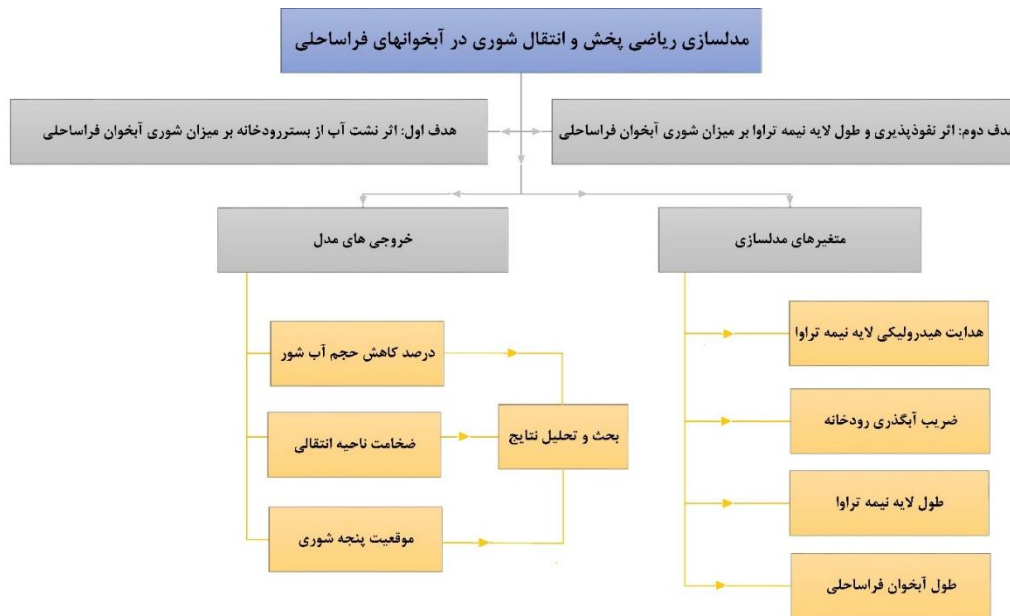 مدلسازی ریاضی پخش و انتقال شوری در آبخوانهای فراساحلی
هدف دوم: اثر نفوذپذیری و طول لایه نیمه تراوا بر میزان شوری آبخوان فراساحلی
هدف اول: اثر نشت آب از بستررودخانه بر میزان شوری آبخوان فراساحلی
متغیرهای مدلسازی
خروجی های مدل
هدایت هیدرولیکی لایه نیمه تراوا
ضریب آبگذری رودخانه
طول لایه نیمه تراوا
طول آبخوان فراساحلی
درصد کاهش حجم آب شور
ضخامت ناحیه انتقالی
موقعیت پنجه شوری
بحث و تحلیل نتایج